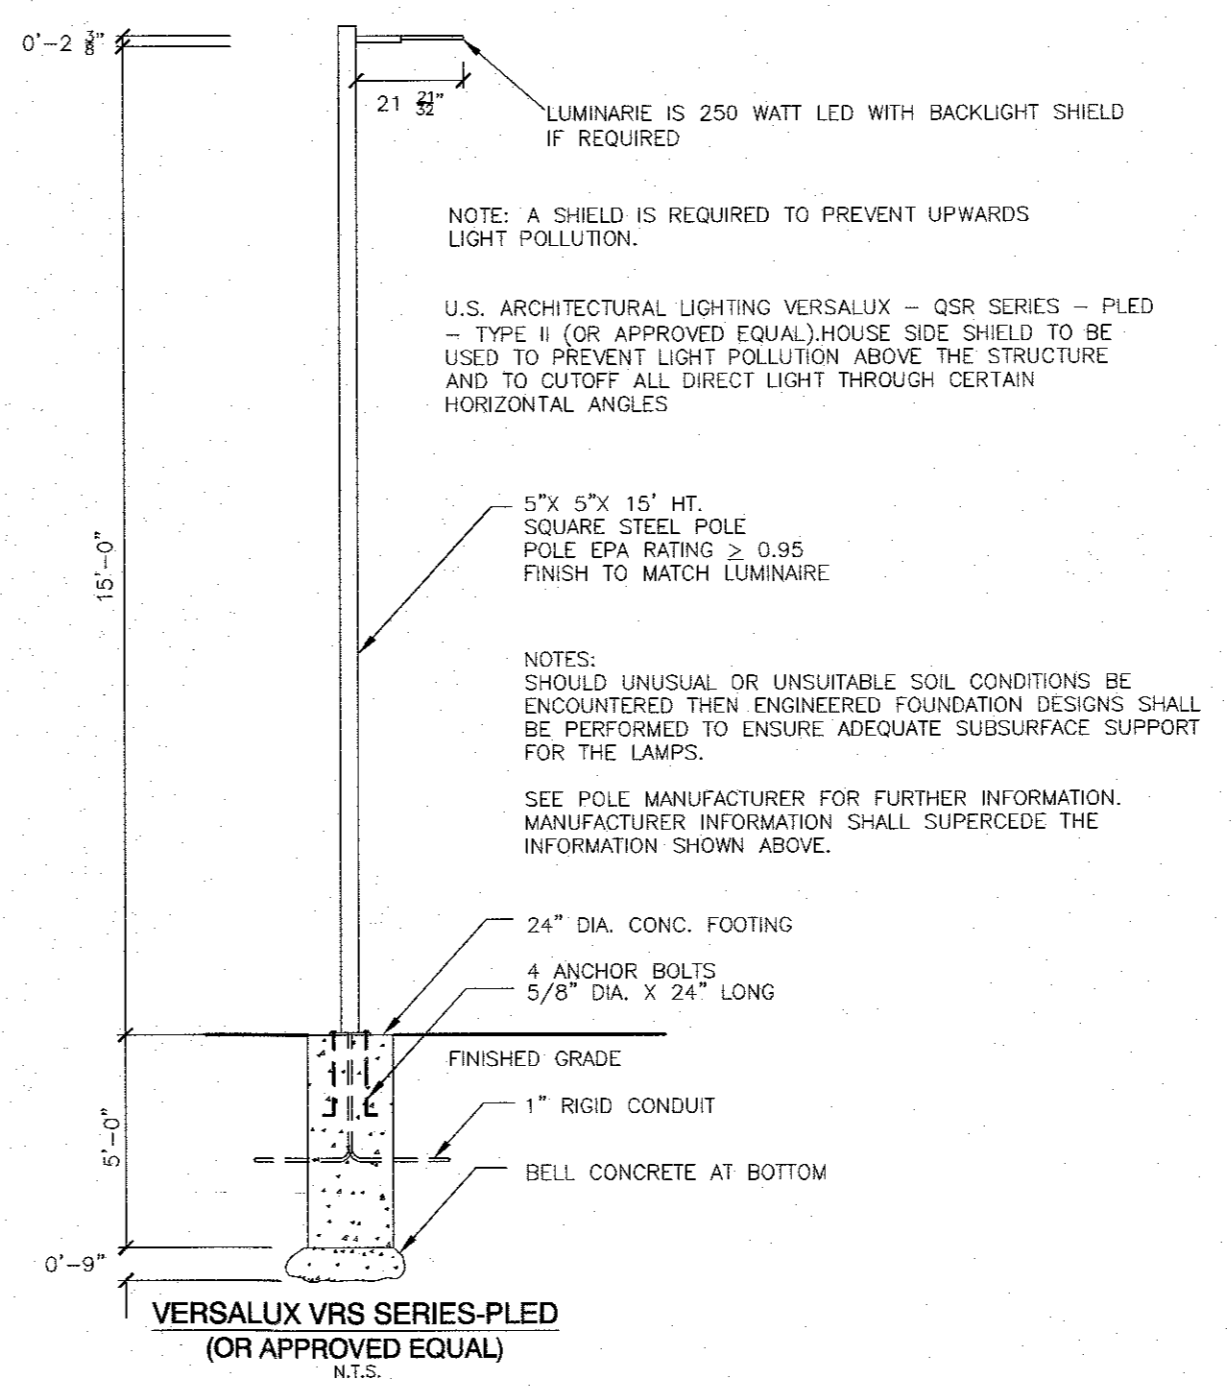 0'-2 3/8"
21 21/32"
LUMINARIE IS 250 WATT LED WITH BACKLIGHT SHIELD
IF REQUIRED
NOTE: A SHIELD IS REQUIRED TO PREVENT UPWARDS
LIGHT POLLUTION.
U.S. ARCHITECTURAL LIGHTING VERSALUX – QSR SERIES – PLED
– TYPE II (OR APPROVED EQUAL).HOUSE SIDE SHIELD TO BE
USED TO PREVENT LIGHT POLLUTION ABOVE THE STRUCTURE
AND TO CUTOFF ALL DIRECT LIGHT THROUGH CERTAIN
HORIZONTAL ANGLES
5"X 5"X 15' HT.
SQUARE STEEL POLE
POLE EPA RATING ≥ 0.95
FINISH TO MATCH LUMINAIRE
15'-0"
NOTES:
SHOULD UNUSUAL OR UNSUITABLE SOIL CONDITIONS BE
ENCOUNTERED THEN ENGINEERED FOUNDATION DESIGNS SHALL
BE PERFORMED TO ENSURE ADEQUATE SUBSURFACE SUPPORT
FOR THE LAMPS.
SEE POLE MANUFACTURER FOR FURTHER INFORMATION.
MANUFACTURER INFORMATION SHALL SUPERCEDE THE
INFORMATION SHOWN ABOVE.
24" DIA. CONC. FOOTING
4 ANCHOR BOLTS
5/8" DIA. X 24" LONG
FINISHED GRADE
1" RIGID CONDUIT
5'-0"
BELL CONCRETE AT BOTTOM
0'-9"
VERSALUX VRS SERIES-PLED
(OR APPROVED EQUAL)
N.T.S.